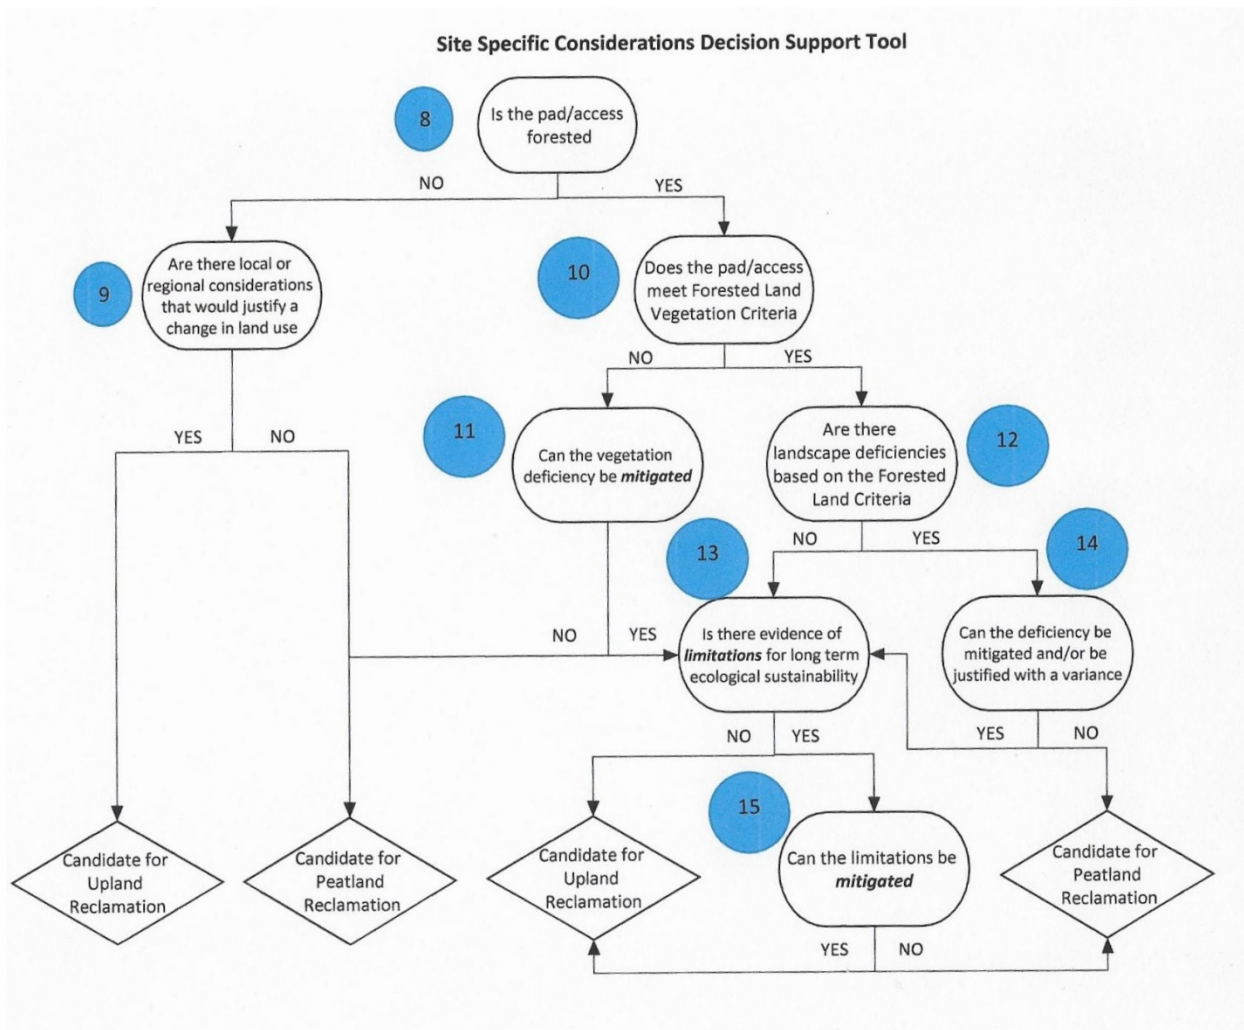 Site Specific Considerations Decision Support Tool
8
Is the pad/access
forested
NO
YES
9
Are there local or
regional considerations
that would justify a
change in land use
10
Does the pad/access
meet Forested Land
Vegetation Criteria
NO
YES
YES
NO
11
Can the vegetation
deficiency be mitigated
Are there
landscape deficiencies
based on the Forested
Land Criteria
12
NO
YES
13
14
NO
YES
Is there evidence of
limitations for long term
ecological sustainability
Can the deficiency be
mitigated and/or be
justified with a variance
NO
YES
YES
NO
15
Candidate for
Upland
Reclamation
Candidate for
Peatland
Reclamation
Candidate for
Upland
Reclamation
Can the limitations be
mitigated
Candidate for
Peatland
Reclamation
YES
NO